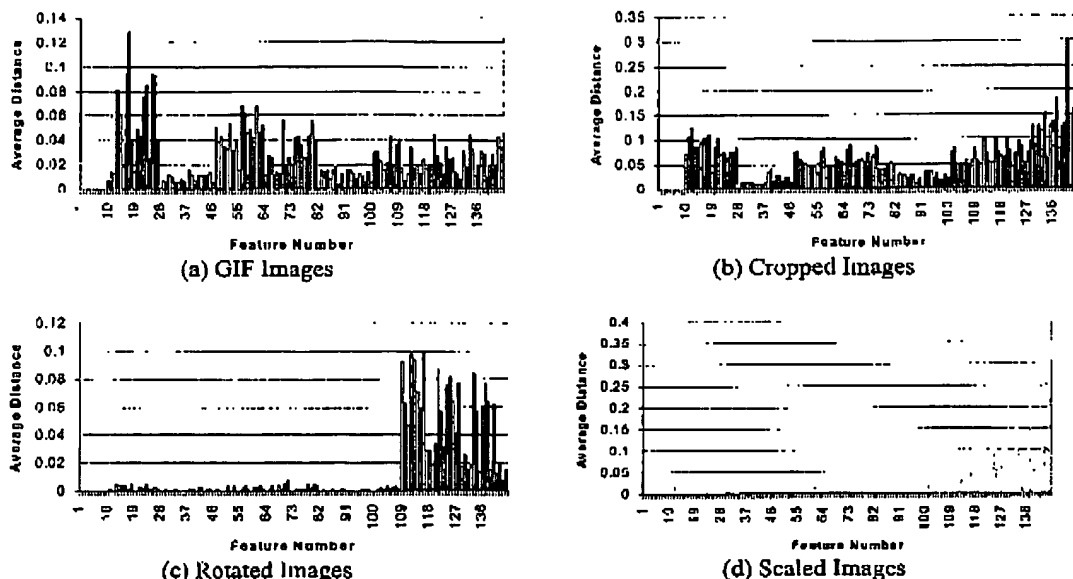 0.14
0.12
0.1
0.08
0.06
0.04
0.02
0
Average Distance
1 10 19 28 37 46 55 64 73 82 91 100 109 118 127 136
Feature Number
(a) GIF Images
0.35
0.3
0.25
0.2
0.15
0.1
0.05
0
Average Distance
1 10 19 28 37 46 55 64 73 82 91 100 109 118 127 136
Feature Number
(b) Cropped Images
0.12
0.1
0.08
0.06
0.04
0.02
0
Average Distance
1 10 19 28 37 46 55 64 73 82 91 100 109 118 127 136
Feature Number
(c) Rotated Images
0.4
0.35
0.3
0.25
0.2
0.15
0.1
0.05
0
Average Distance
1 10 19 28 37 46 55 64 73 82 91 100 109 118 127 138
Feature Number
(d) Scaled Images